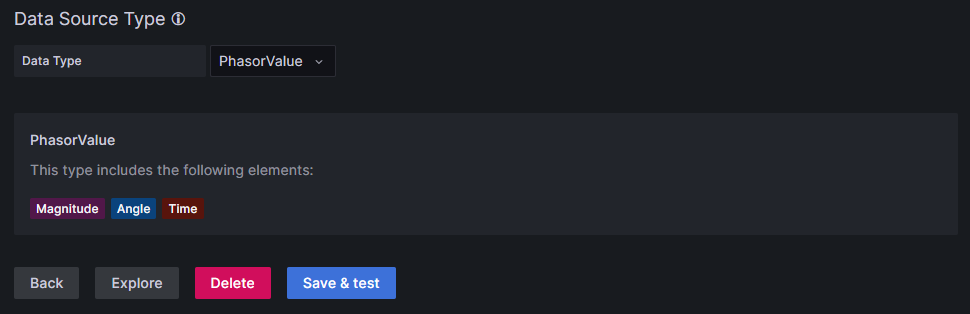 Data Source Type
Data Type PhasorValue
PhasorValue
This type includes the following elements:
Magnitude Angle Time
Back Explore Delete Save & test